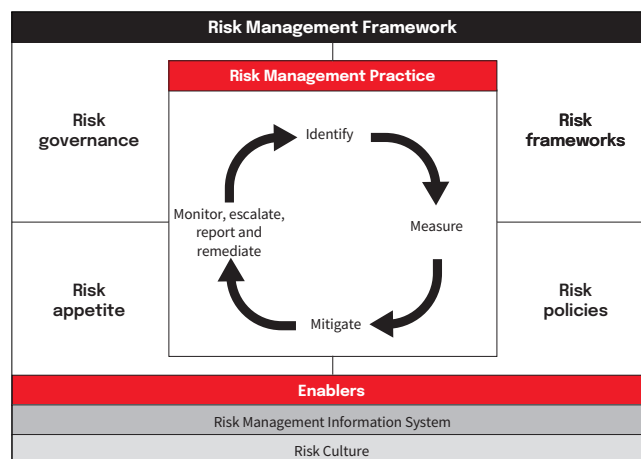 Risk Management Framework
Risk
governance
Risk Management Practice
Risk
frameworks
Identify
Measure
Mitigate
Monitor, escalate,
report and
remediate
Risk
appetite
Risk
policies
Enablers
Risk Management Information System
Risk Culture